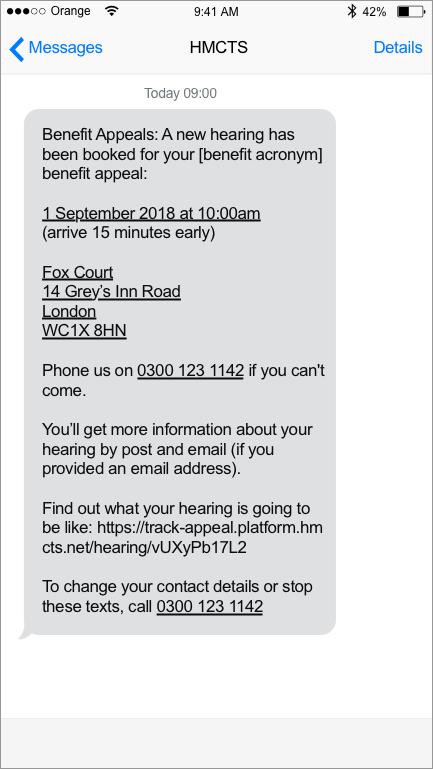 Orange 9:41 AM 42%
Messages HMCTS Details
Today 09:00
Benefit Appeals: A new hearing has
been booked for your [benefit acronym]
benefit appeal:
1 September 2018 at 10:00am
(arrive 15 minutes early)
Fox Court
14 Grey’s Inn Road
London
WC1X 8HN
Phone us on 0300 123 1142 if you can't
come.
You’ll get more information about your
hearing by post and email (if you
provided an email address).
Find out what your hearing is going to
be like: https://track-appeal.platform.hm
cts.net/hearing/vUXyPb17L2
To change your contact details or stop
these texts, call 0300 123 1142